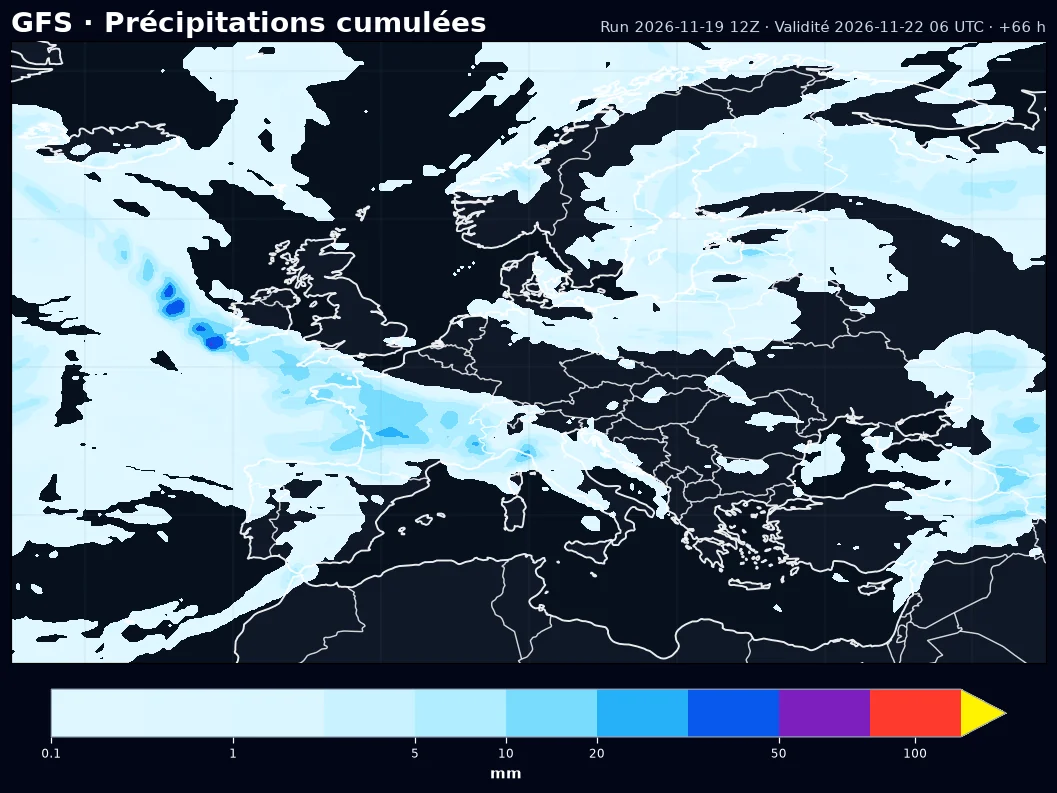 GFS · Précipitations cumulées
Run 2026-11-19 12Z · Validité 2026-11-22 06 UTC · +66 h
0.1 1 5 10 20 50 100
mm